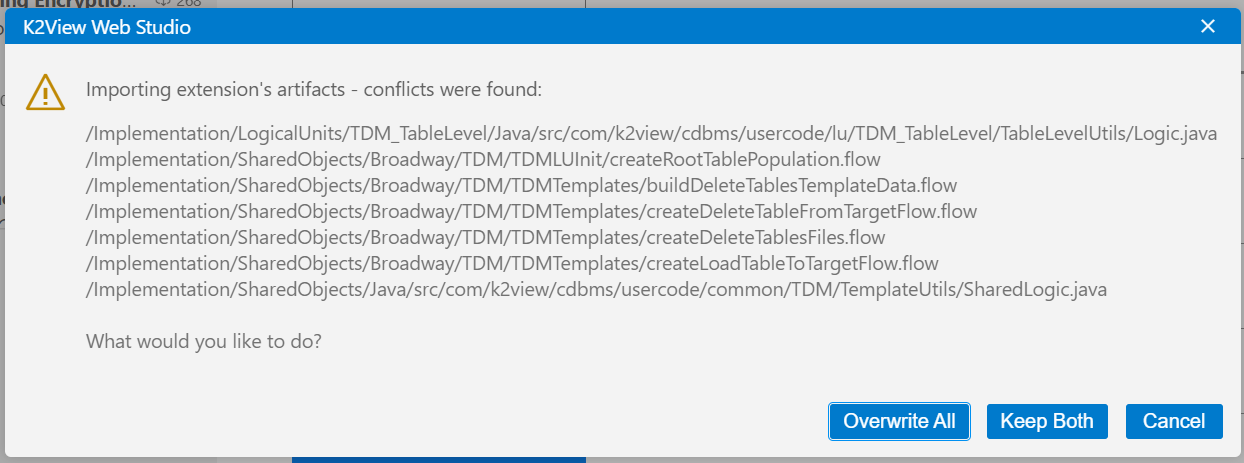 ng Encryptio... 268
K2View Web Studio
Importing extension's artifacts - conflicts were found:
/Implementation/LogicalUnits/TDM_TableLevel/Java/src/com/k2view/cdbms/usercode/lu/TDM_TableLevel/TableLevelUtils/Logic.java
/Implementation/SharedObjects/Broadway/TDM/TDMLUInit/createRootTablePopulation.flow
/Implementation/SharedObjects/Broadway/TDM/TDMTemplates/buildDeleteTablesTemplateData.flow
/Implementation/SharedObjects/Broadway/TDM/TDMTemplates/createDeleteTableFromTargetFlow.flow
/Implementation/SharedObjects/Broadway/TDM/TDMTemplates/createDeleteTablesFiles.flow
/Implementation/SharedObjects/Broadway/TDM/TDMTemplates/createLoadTableToTargetFlow.flow
/Implementation/SharedObjects/Java/src/com/k2view/cdbms/usercode/common/TDM/TemplateUtils/SharedLogic.java
What would you like to do?
Overwrite All Keep Both Cancel